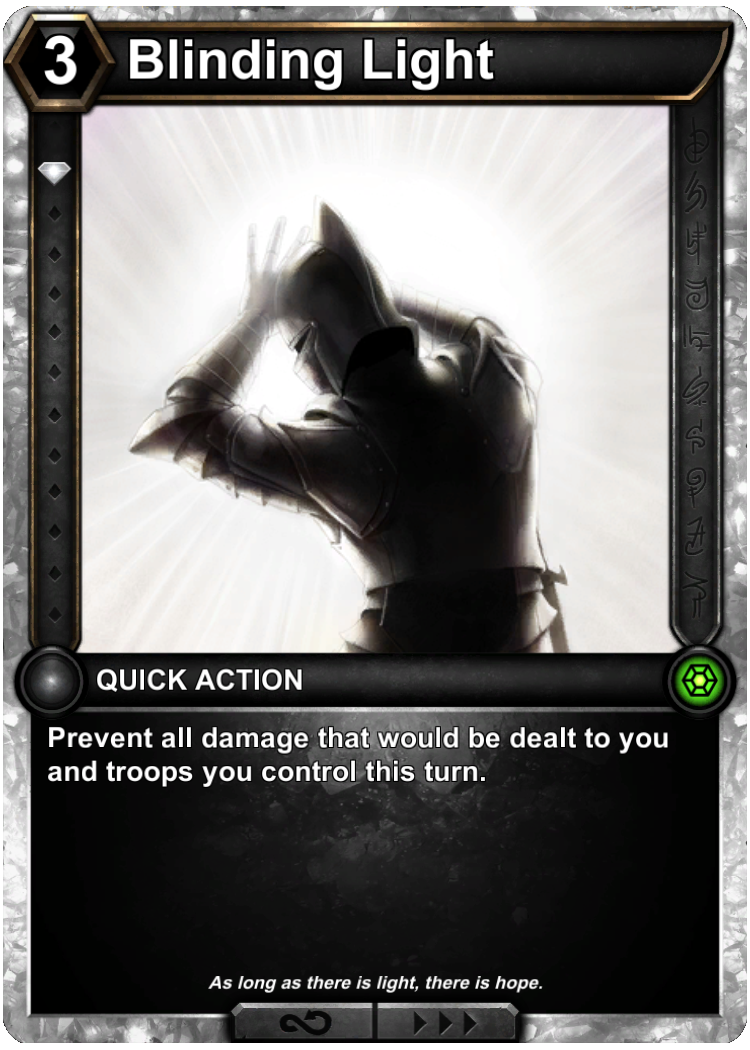 3 Blinding Light
QUICK ACTION
Prevent all damage that would be dealt to you
and troops you control this turn.
As long as there is light, there is hope.